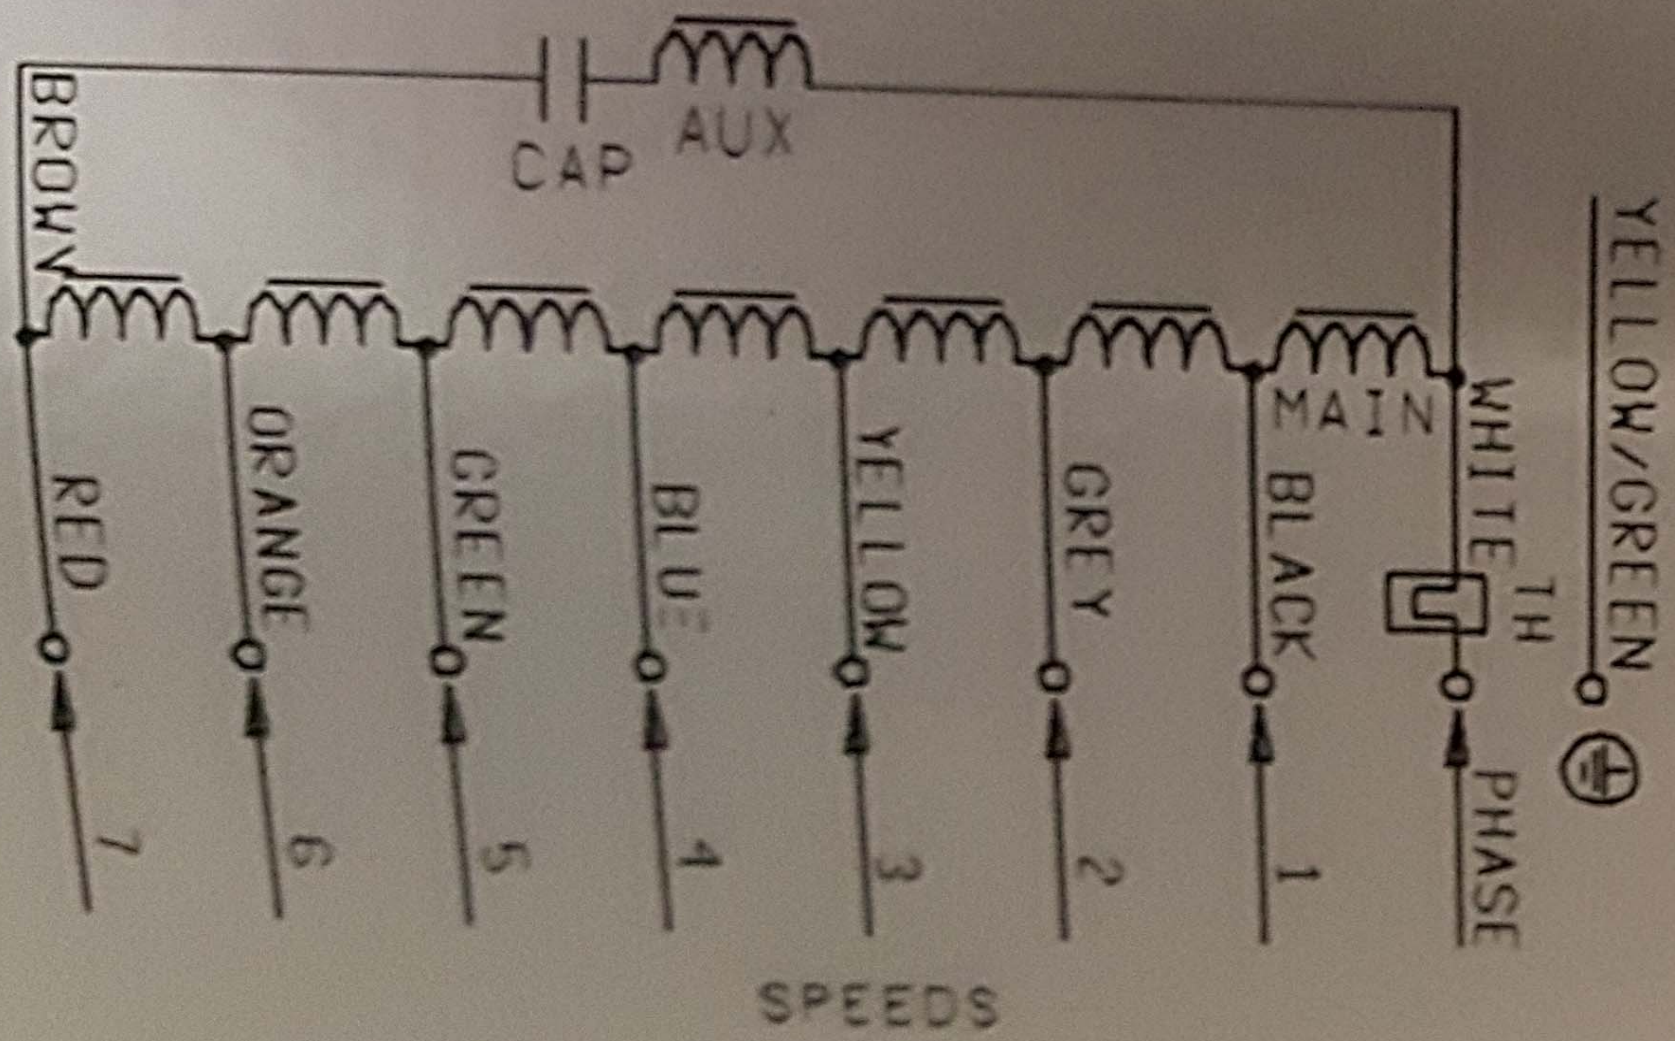 YELLOW/GREEN
AUX
CAP
BROWN
MAIN
WHITE
TH
BLACK
GREY
YELLOW
BLUE
GREEN
ORANGE
RED
PHASE
1
2
3
4
5
6
7
SPEEDS